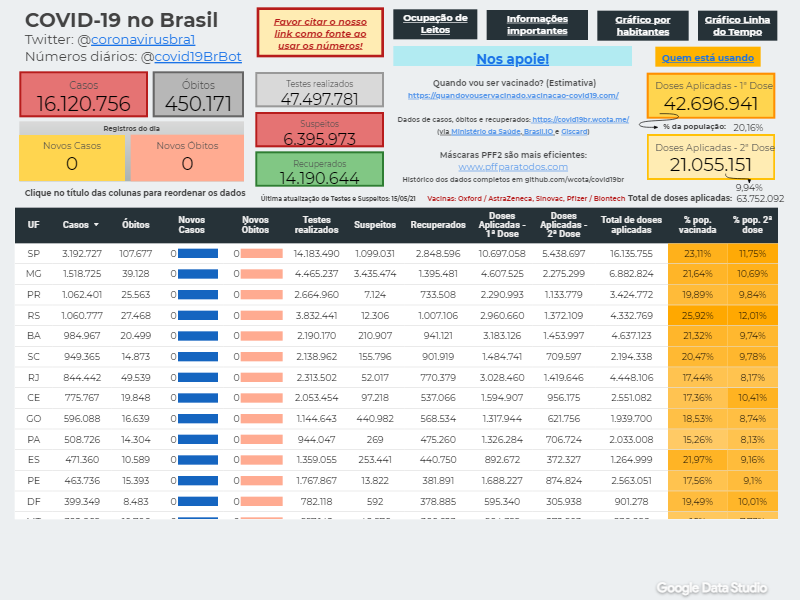 COVID-19 no Brasil
Twitter: @coronavirusbra1
Números diários: @covid19BrBot
Favor citar o nosso
link como fonte ao
usar os números!
Ocupação de
Leitos
Informações
importantes
Gráfico por
habitantes
Gráfico Linha
do Tempo
Nos apoie!
Quem está usando
Casos
16.120.756
Óbitos
450.171
Registros do dia
Novos Casos
0
Novos Óbitos
0
Clique no título das colunas para reordenar os dados
Testes realizados
47.497.781
Suspeitos
6.395,973
Recuperados
14.190.644
Última atualização de Testes e Suspeitos: 15/05/21
Quando vou ser vacinado? (Estimativa)
https://quandovouservacinado.vacinacao-covid19.com/
Dados de casos, óbitos e recuperados: https://covid19br.wcota.me/
(via Ministério da Saúde, Brasil.IO e Giscard)
Máscaras PFF2 são mais eficientes:
www.pffparatodos.com
Histórico dos dados completos em github.com/wcota/covid19br
Vacinas: Oxford / AstraZeneca, Sinovac, Pfizer / Biontech
Doses Aplicadas - 1ª Dose
42.696.941
% da população: 20,16%
Doses Aplicadas - 2ª Dose
21.055.151
9,94%
Total de doses aplicadas: 63.752.092
UF Casos Óbitos Novos Casos Novos Óbitos Testes realizados Suspeitos Recuperados Doses Aplicadas - 1ª Dose Doses Aplicadas - 2ª Dose Total de doses aplicadas % pop. vacinada % pop. 2ª dose
SP 3.192.727 107.677 0 0 14.183.490 1.099.031 2.848.596 10.697.058 5.438.697 16.135.755 23,11% 11,75%
MG 1.518.725 39.128 0 0 4.465.237 3.435.474 1.395.481 4.607.528 2.275.299 6.882.824 21,64% 10,69%
PR 1.062.401 25.563 0 0 2.664.960 7.124 733.508 2.290.993 1.133.779 3.424.772 19,89% 9,84%
RS 1.060.777 27.468 0 0 3.832.441 12.306 1.007.106 2.960.660 1.372.109 4.332.769 25,92% 12,01%
BA 984.967 20.499 0 0 2.190.170 210.907 941.121 3.183.126 1.453.997 4.637.123 21,32% 9,74%
SC 949.365 14.873 0 0 2.138.962 155.796 901.919 1.484.741 709.597 2.194.338 20,47% 9,78%
RJ 844.442 49.539 0 0 2.313.502 52.017 770.379 3.028.460 1.419.646 4.448.106 17,44% 8,17%
CE 775.767 19.848 0 0 2.053.454 97.218 537.066 1.594.907 956.175 2.551.082 17,36% 10,41%
GO 596.088 16.639 0 0 1.144.643 440.982 568.534 1.317.944 621.756 1.939.700 18,53% 8,74%
PA 508.726 14.304 0 0 944.047 269 475.260 1.326.284 706.724 2.033.008 15,26% 8,13%
ES 471.360 10.589 0 0 1.359.055 253.441 440.750 892.672 372.327 1.264.999 21,97% 9,16%
PE 463.736 15.393 0 0 1.767.867 13.822 381.891 1.688.227 874.824 2.563.051 17,56% 9,1%
DF 399.349 8.483 0 0 782.118 592 378.885 595.340 305.938 901.278 19,49% 10,01%
Google Data Studio